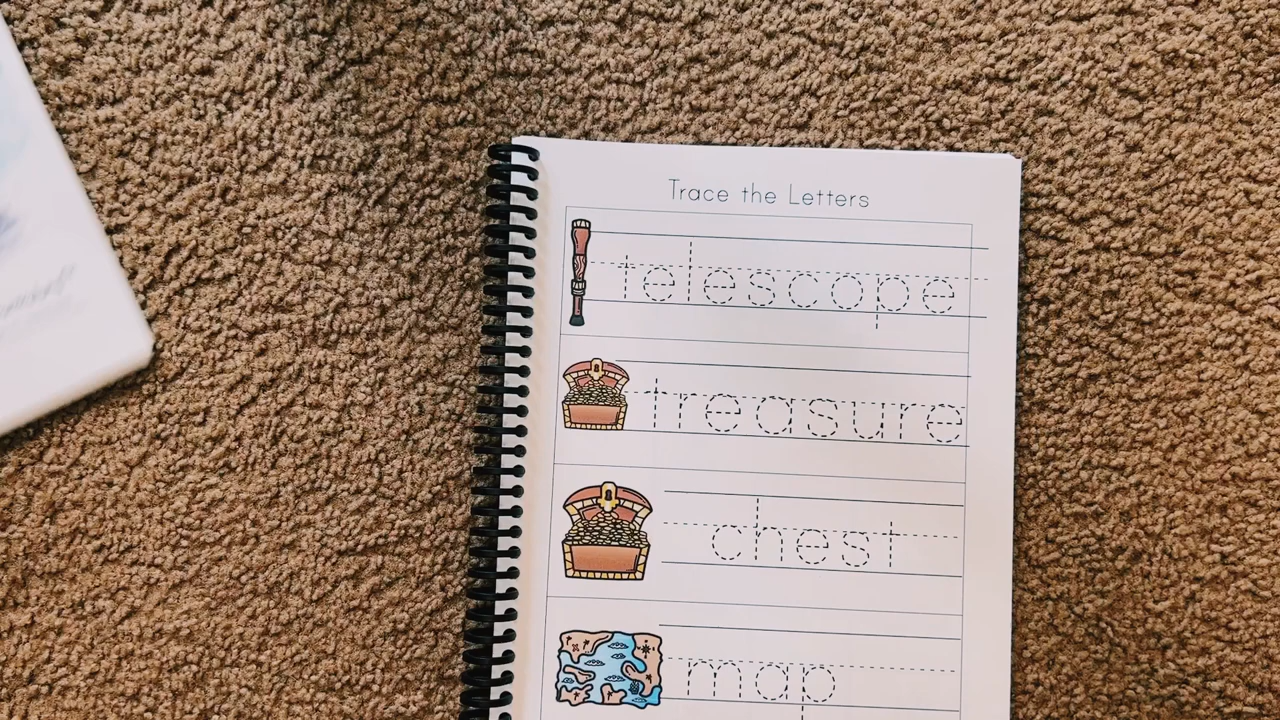 Trace the Letters
telescope
treasure
chest
map